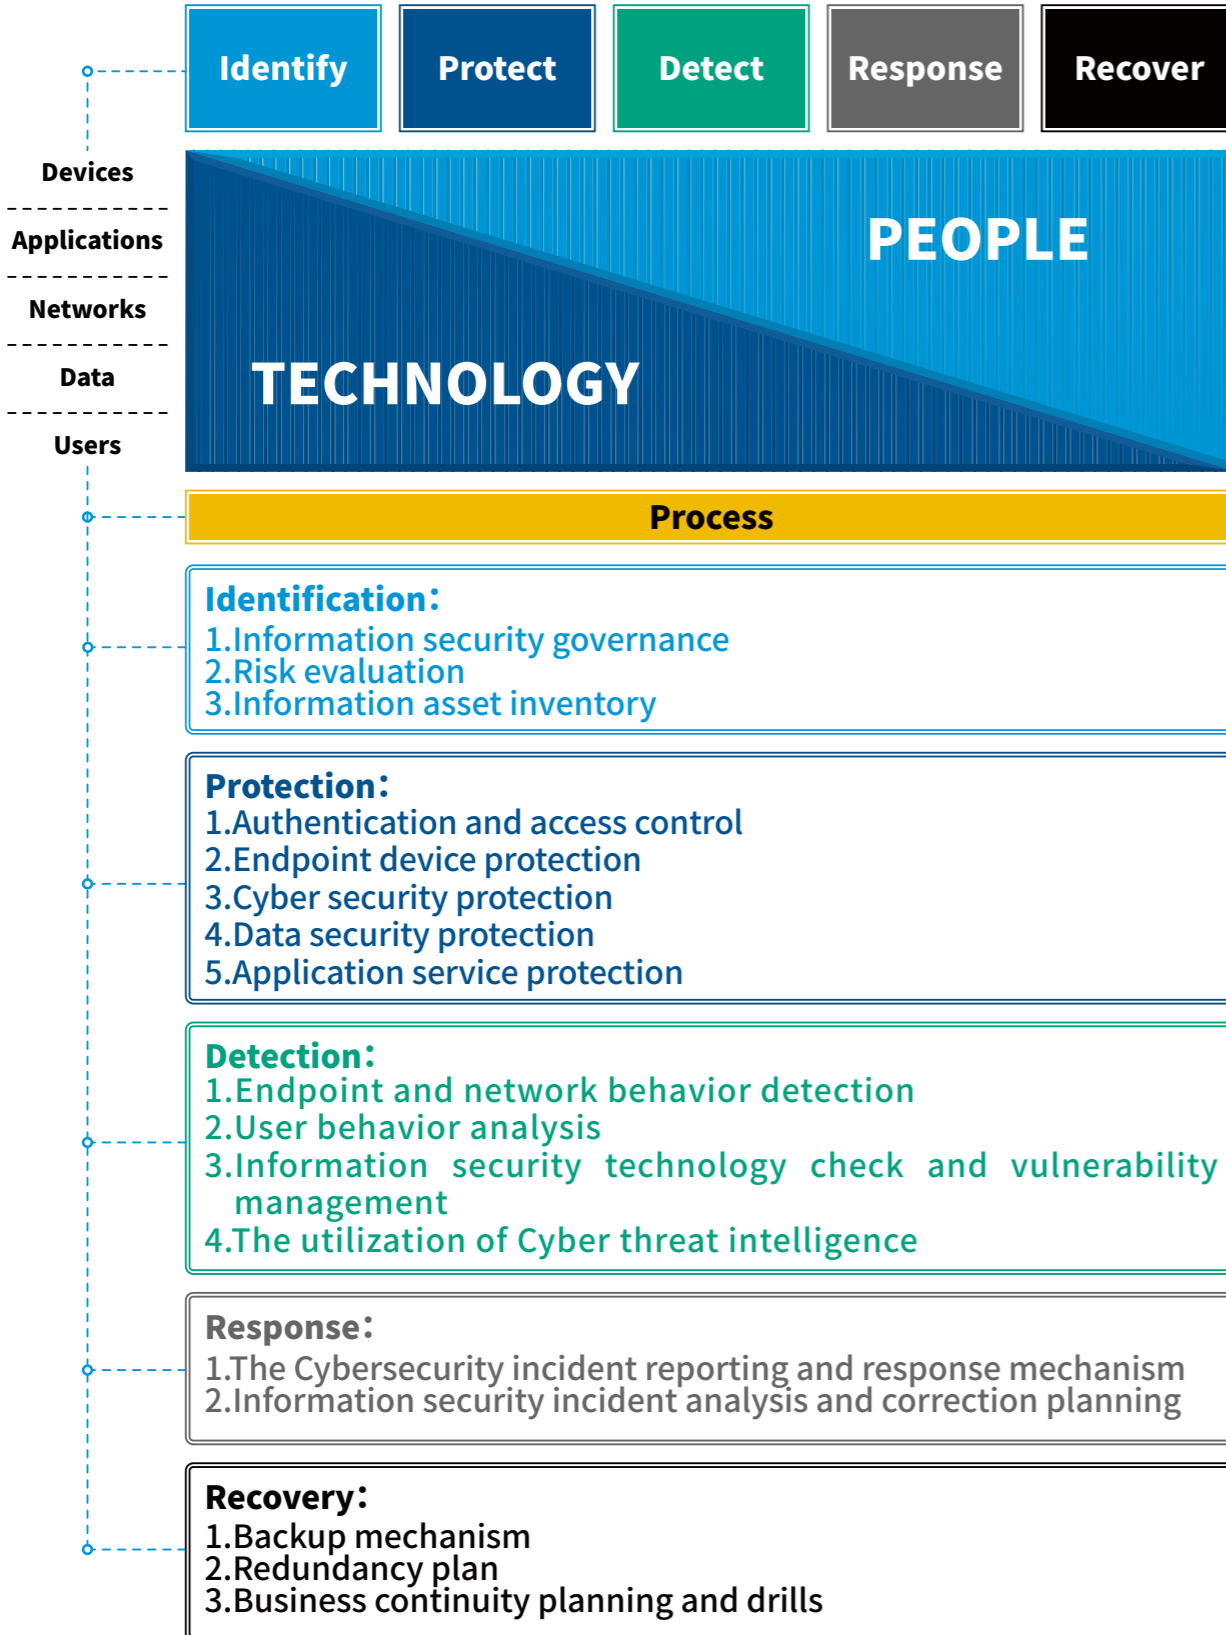 Identify
Protect
Detect
Response
Recover
Devices
Applications
Networks
Data
Users
PEOPLE
TECHNOLOGY
Process
Identification：
1.Information security governance
2.Risk evaluation
3.Information asset inventory
Protection：
1.Authentication and access control
2.Endpoint device protection
3.Cyber security protection
4.Data security protection
5.Application service protection
Detection：
1.Endpoint and network behavior detection
2.User behavior analysis
3.Information security technology check and vulnerability
management
4.The utilization of Cyber threat intelligence
Response：
1.The Cybersecurity incident reporting and response mechanism
2.Information security incident analysis and correction planning
Recovery：
1.Backup mechanism
2.Redundancy plan
3.Business continuity planning and drills